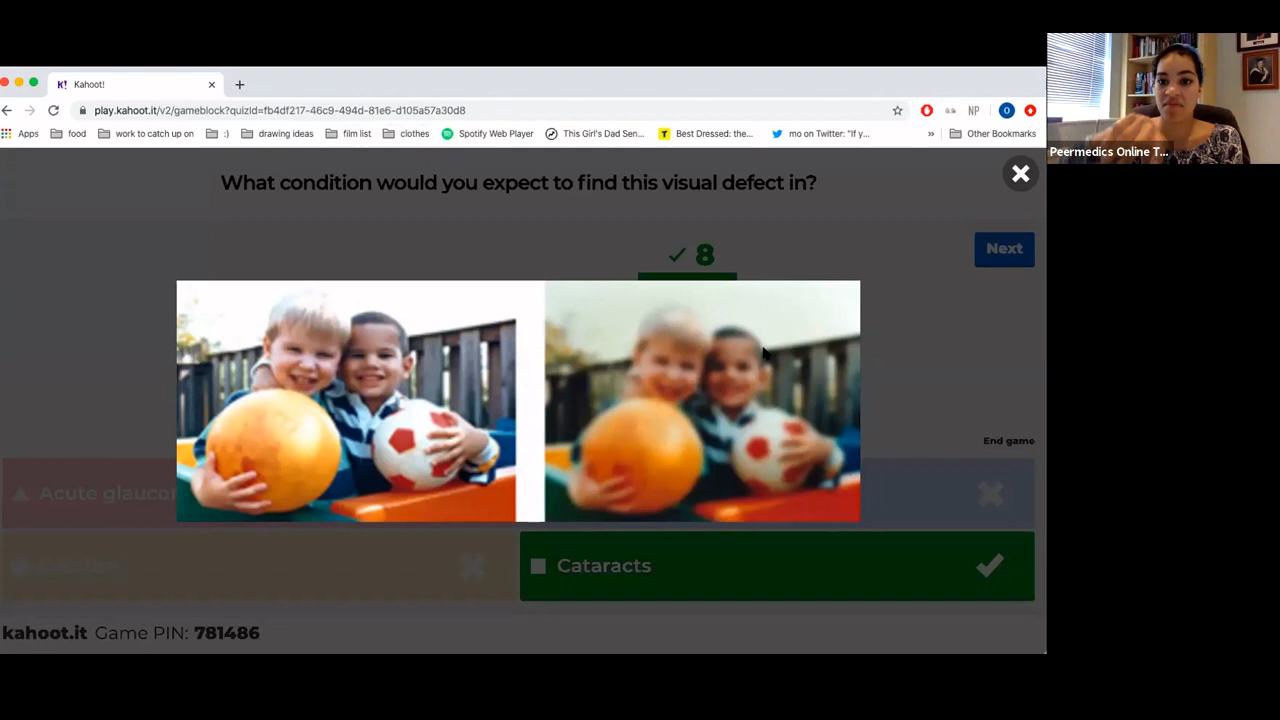 Kahoot!
play.kahoot.it/v2/gameblock?quizId=fb4df217-46c9-494d-81e6-d105a57a30d8
NP
O
Apps food work to catch up on :) drawing ideas film list clothes Spotify Web Player This Girl's Dad Sen... Best Dressed: the... mo on Twitter: "If y... » Other Bookmarks
Peermedics Online T...
What condition would you expect to find this visual defect in?
8
Next
End game
Acute glaucon
Cataracts
kahoot.it Game PIN: 781486